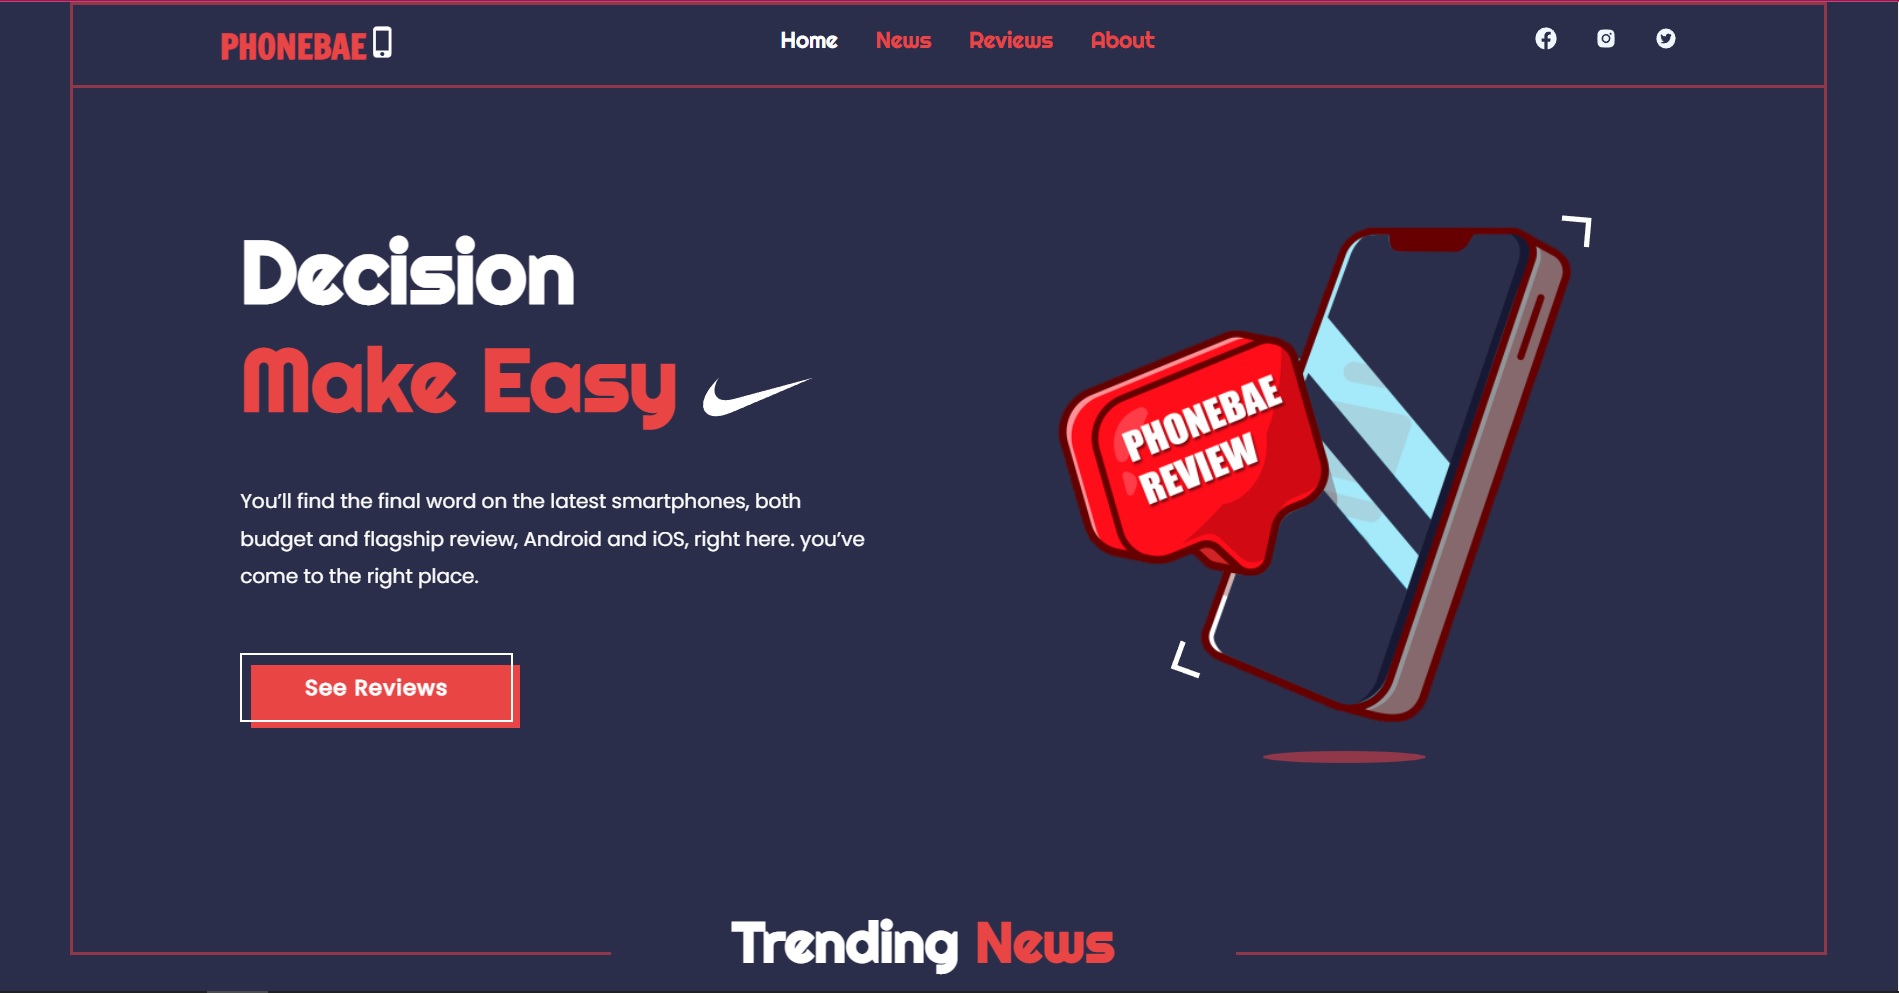 PHONEBAE
Home News Reviews About
Decision
Make Easy
PHONEBAE
REVIEW
You’ll find the final word on the latest smartphones, both
budget and flagship review, Android and iOS, right here. you’ve
come to the right place.
See Reviews
Trending News